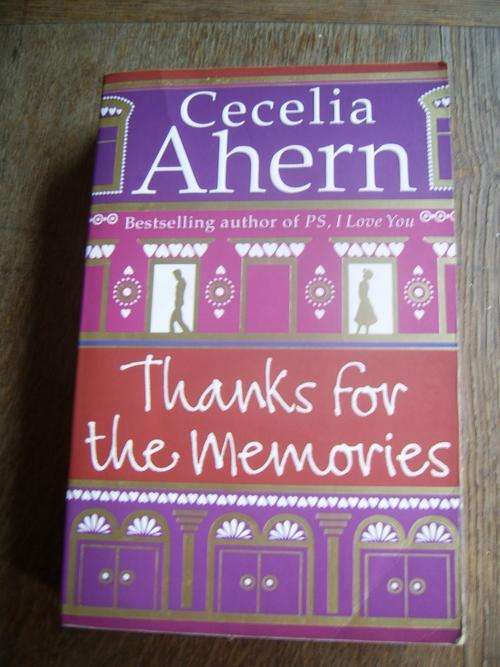 Cecelia
Ahern
Bestselling author of PS, I Love You
Thanks for
the Memories